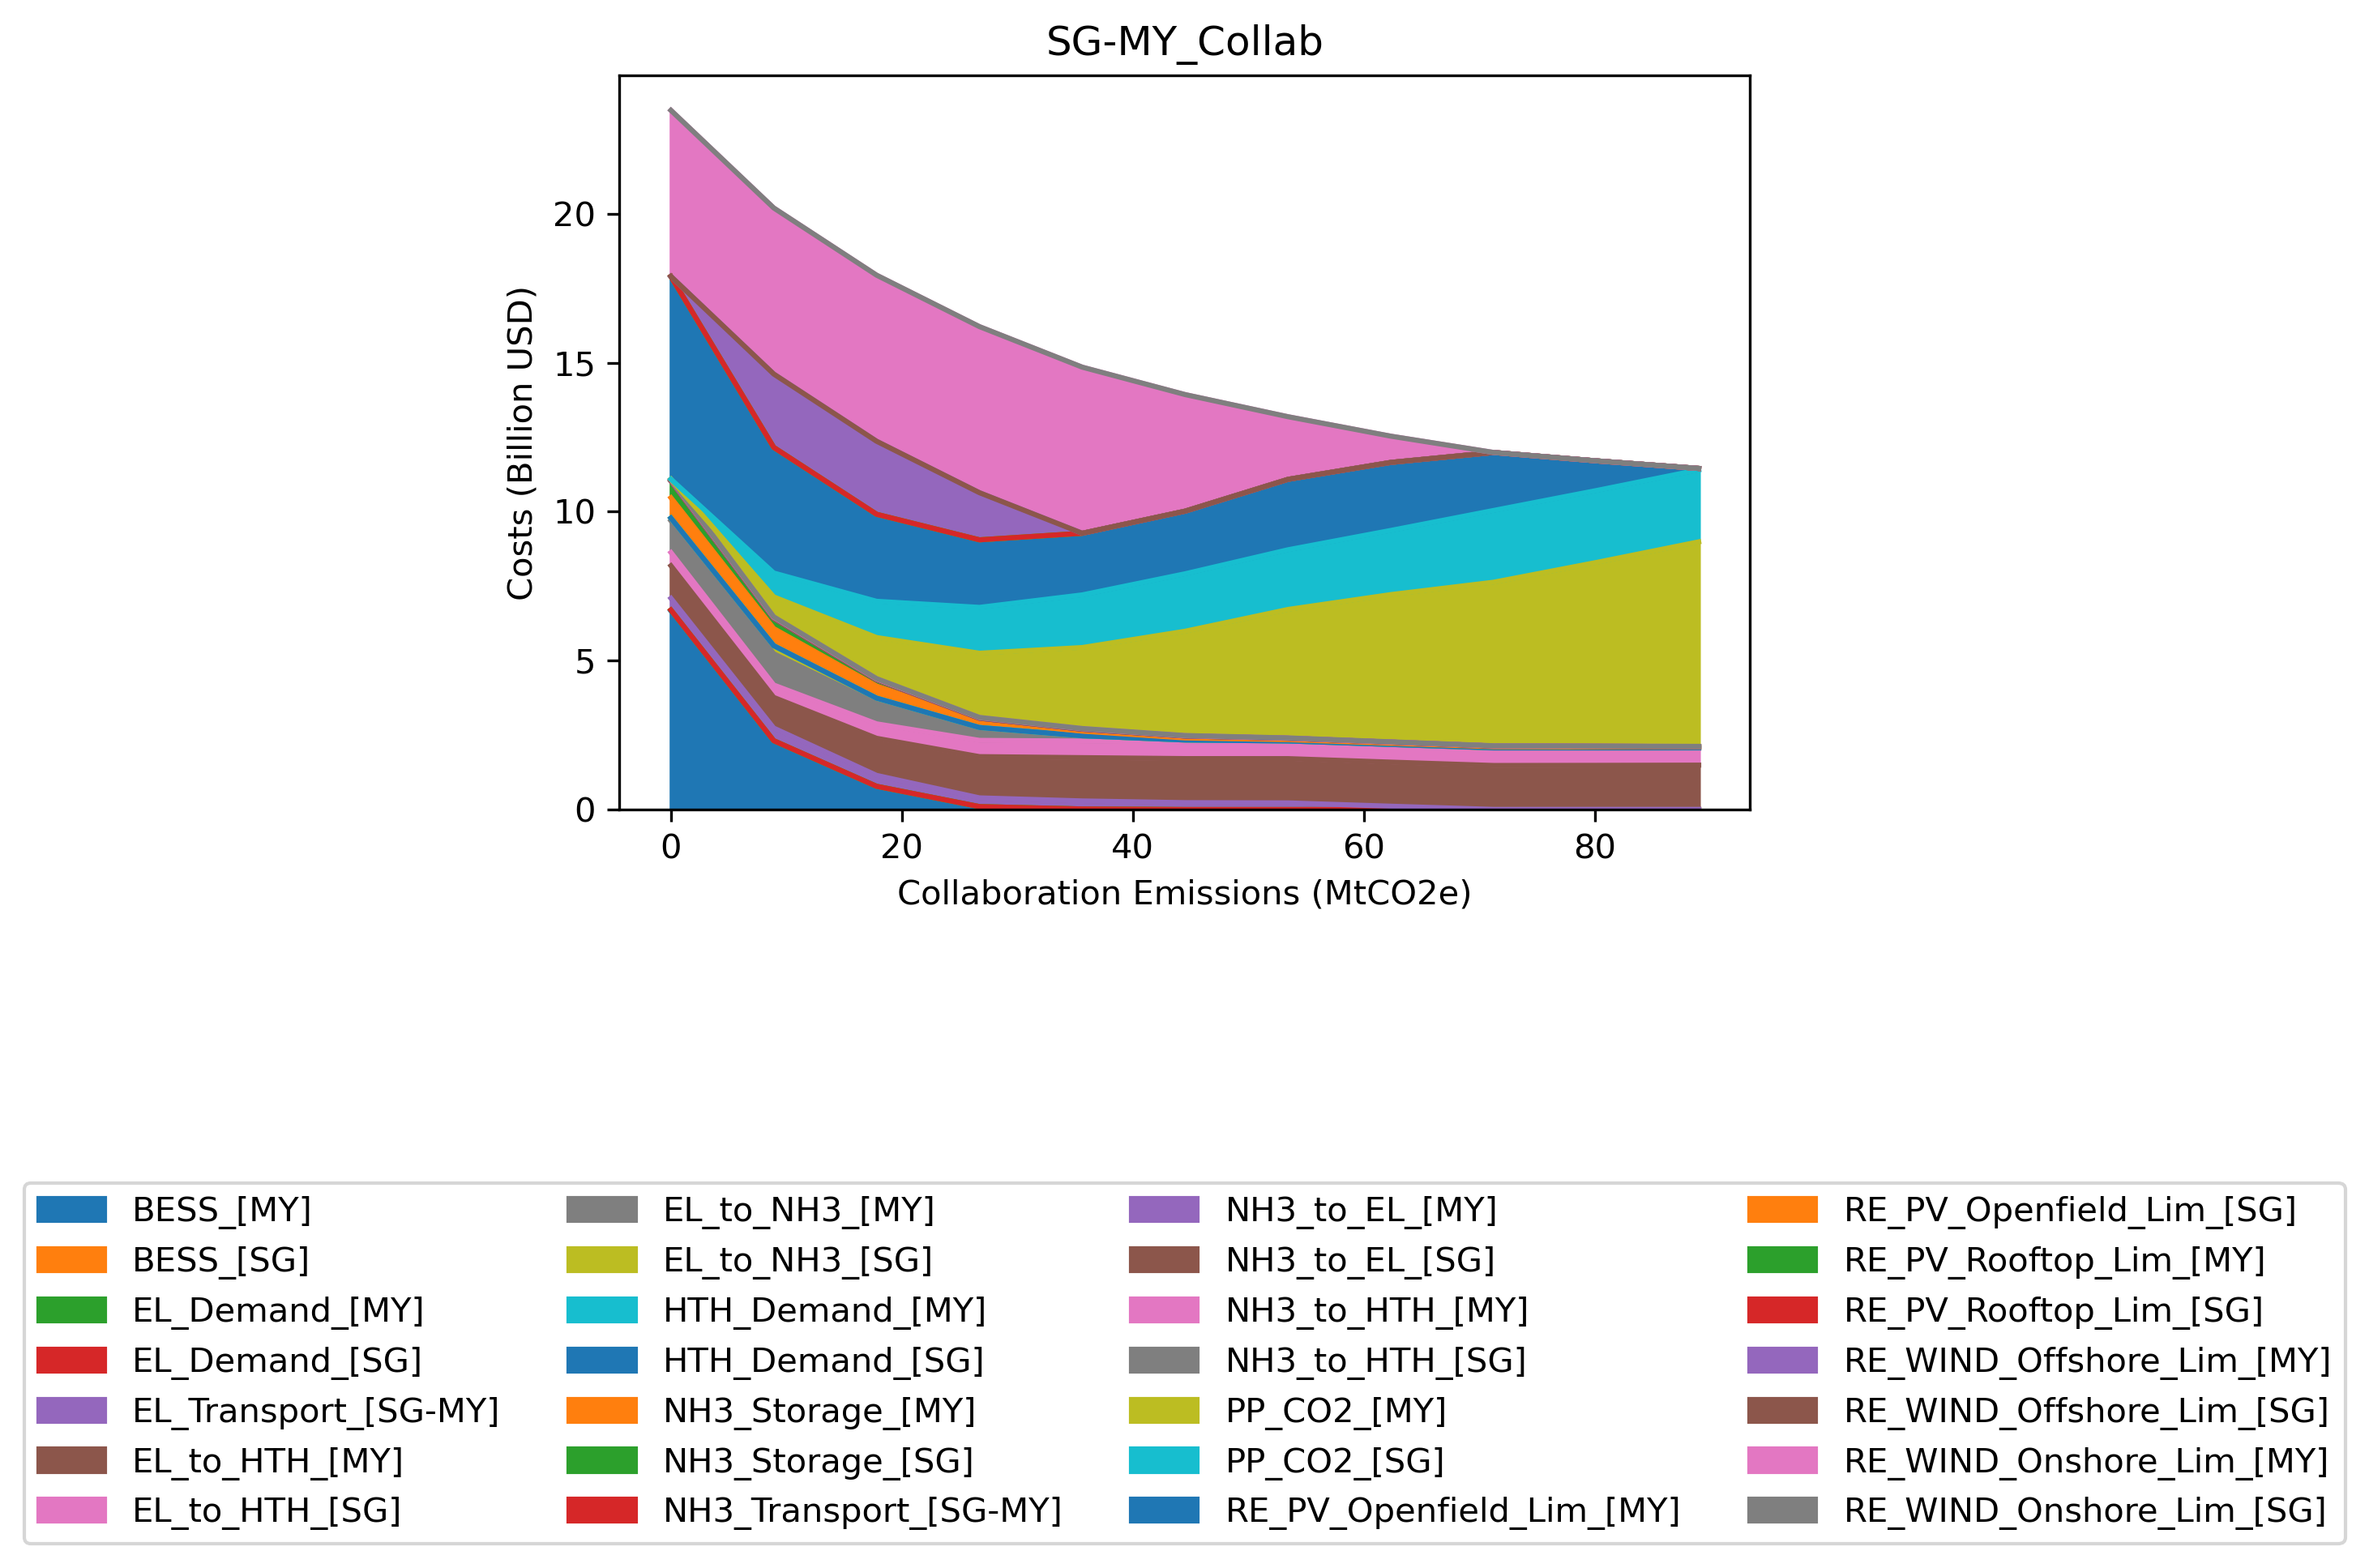 SG-MY_Collab
Costs (Billion USD)
20
15
10
5
0
0 20 40 60 80
Collaboration Emissions (MtCO2e)
BESS_[MY]
BESS_[SG]
EL_Demand_[MY]
EL_Demand_[SG]
EL_Transport_[SG-MY]
EL_to_HTH_[MY]
EL_to_HTH_[SG]
EL_to_NH3_[MY]
EL_to_NH3_[SG]
HTH_Demand_[MY]
HTH_Demand_[SG]
NH3_Storage_[MY]
NH3_Storage_[SG]
NH3_Transport_[SG-MY]
NH3_to_EL_[MY]
NH3_to_EL_[SG]
NH3_to_HTH_[MY]
NH3_to_HTH_[SG]
PP_CO2_[MY]
PP_CO2_[SG]
RE_PV_Openfield_Lim_[MY]
RE_PV_Openfield_Lim_[SG]
RE_PV_Rooftop_Lim_[MY]
RE_PV_Rooftop_Lim_[SG]
RE_WIND_Offshore_Lim_[MY]
RE_WIND_Offshore_Lim_[SG]
RE_WIND_Onshore_Lim_[MY]
RE_WIND_Onshore_Lim_[SG]